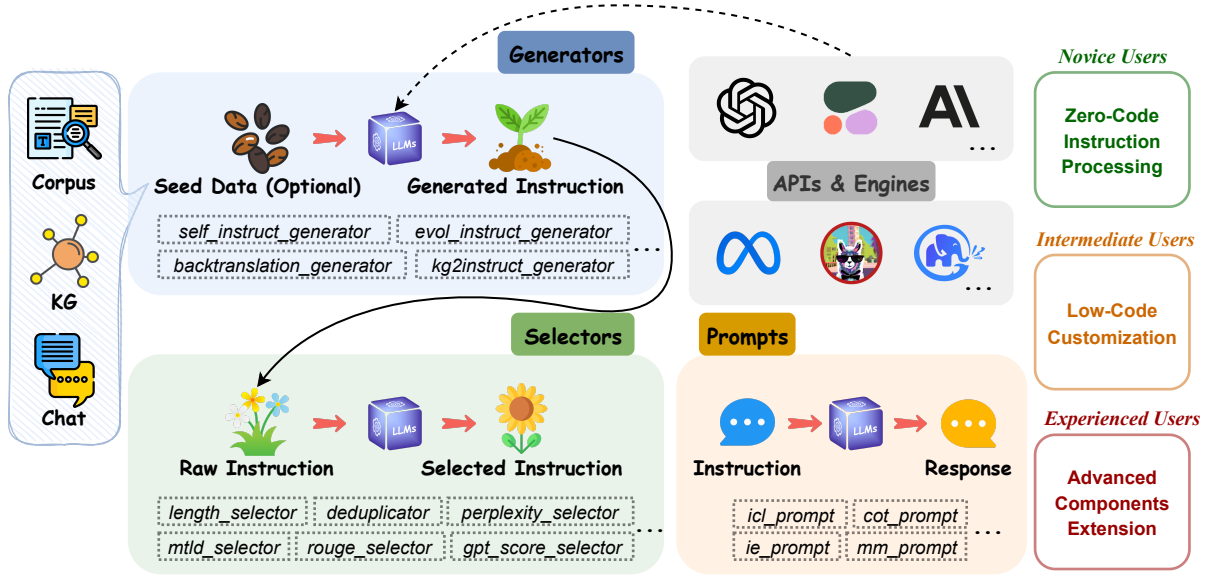 Generators
Corpus
KG
Chat
LLMs
Seed Data (Optional)
Generated Instruction
self_instruct_generator
evol_instruct_generator
...
backtranslation_generator
kg2instruct_generator
AI
...
APIs & Engines
...
Selectors
LLMs
Raw Instruction
Selected Instruction
length_selector
deduplicator
perplexity_selector
...
mtld_selector
rouge_selector
gpt_score_selector
Prompts
LLMs
Instruction
Response
icl_prompt
cot_prompt
...
ie_prompt
mm_prompt
Novice Users
Zero-Code
Instruction
Processing
Intermediate Users
Low-Code
Customization
Experienced Users
Advanced
Components
Extension